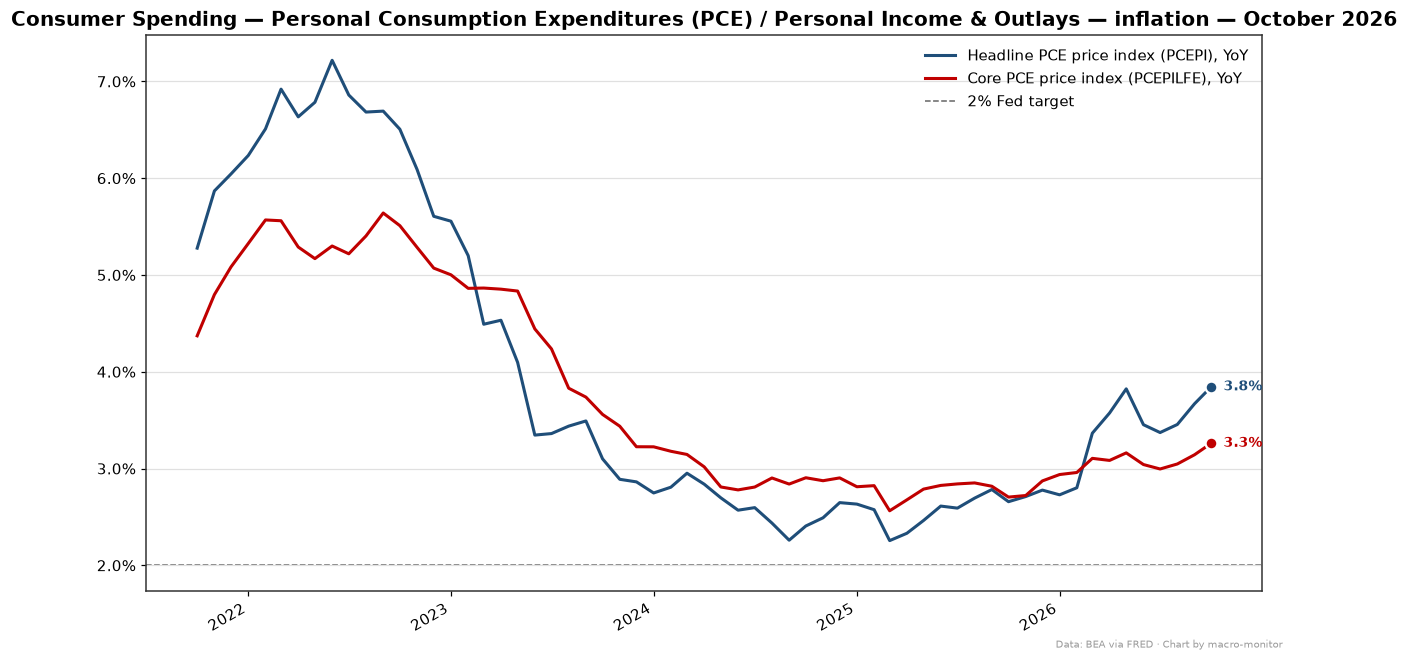 Consumer Spending — Personal Consumption Expenditures (PCE) / Personal Income & Outlays — inflation — October 2026
Headline PCE price index (PCEPI), YoY
Core PCE price index (PCEPILFE), YoY
2% Fed target
7.0%
6.0%
5.0%
4.0%
3.0%
2.0%
3.8%
3.3%
2022
2023
2024
2025
2026
Data: BEA via FRED · Chart by macro-monitor